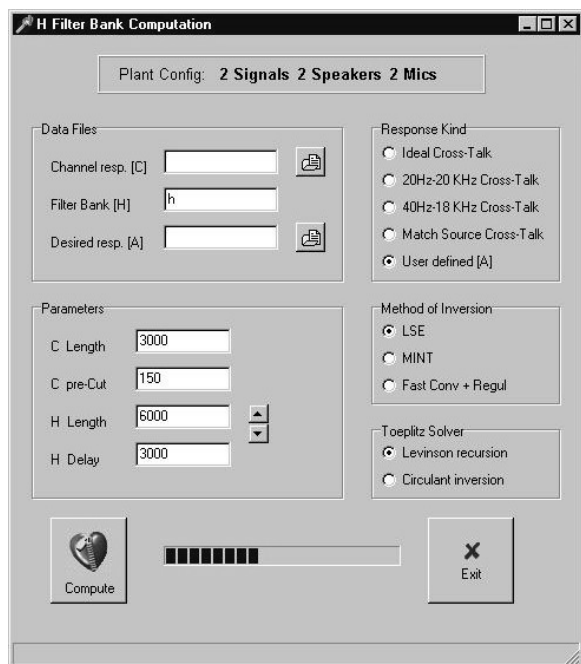 H Filter Bank Computation
Plant Config: 2 Signals 2 Speakers 2 Mics
Data Files
Channel resp. [C]
Filter Bank [H]
h
Desired resp. [A]
Response Kind
Ideal Cross-Talk
20Hz-20 KHz Cross-Talk
40Hz-18 KHz Cross-Talk
Match Source Cross-Talk
User defined [A]
Parameters
C Length
3000
C pre-Cut
150
H Length
6000
H Delay
3000
Method of Inversion
LSE
MINT
Fast Conv + Regul
Toeplitz Solver
Levinson recursion
Circulant inversion
Compute
Exit